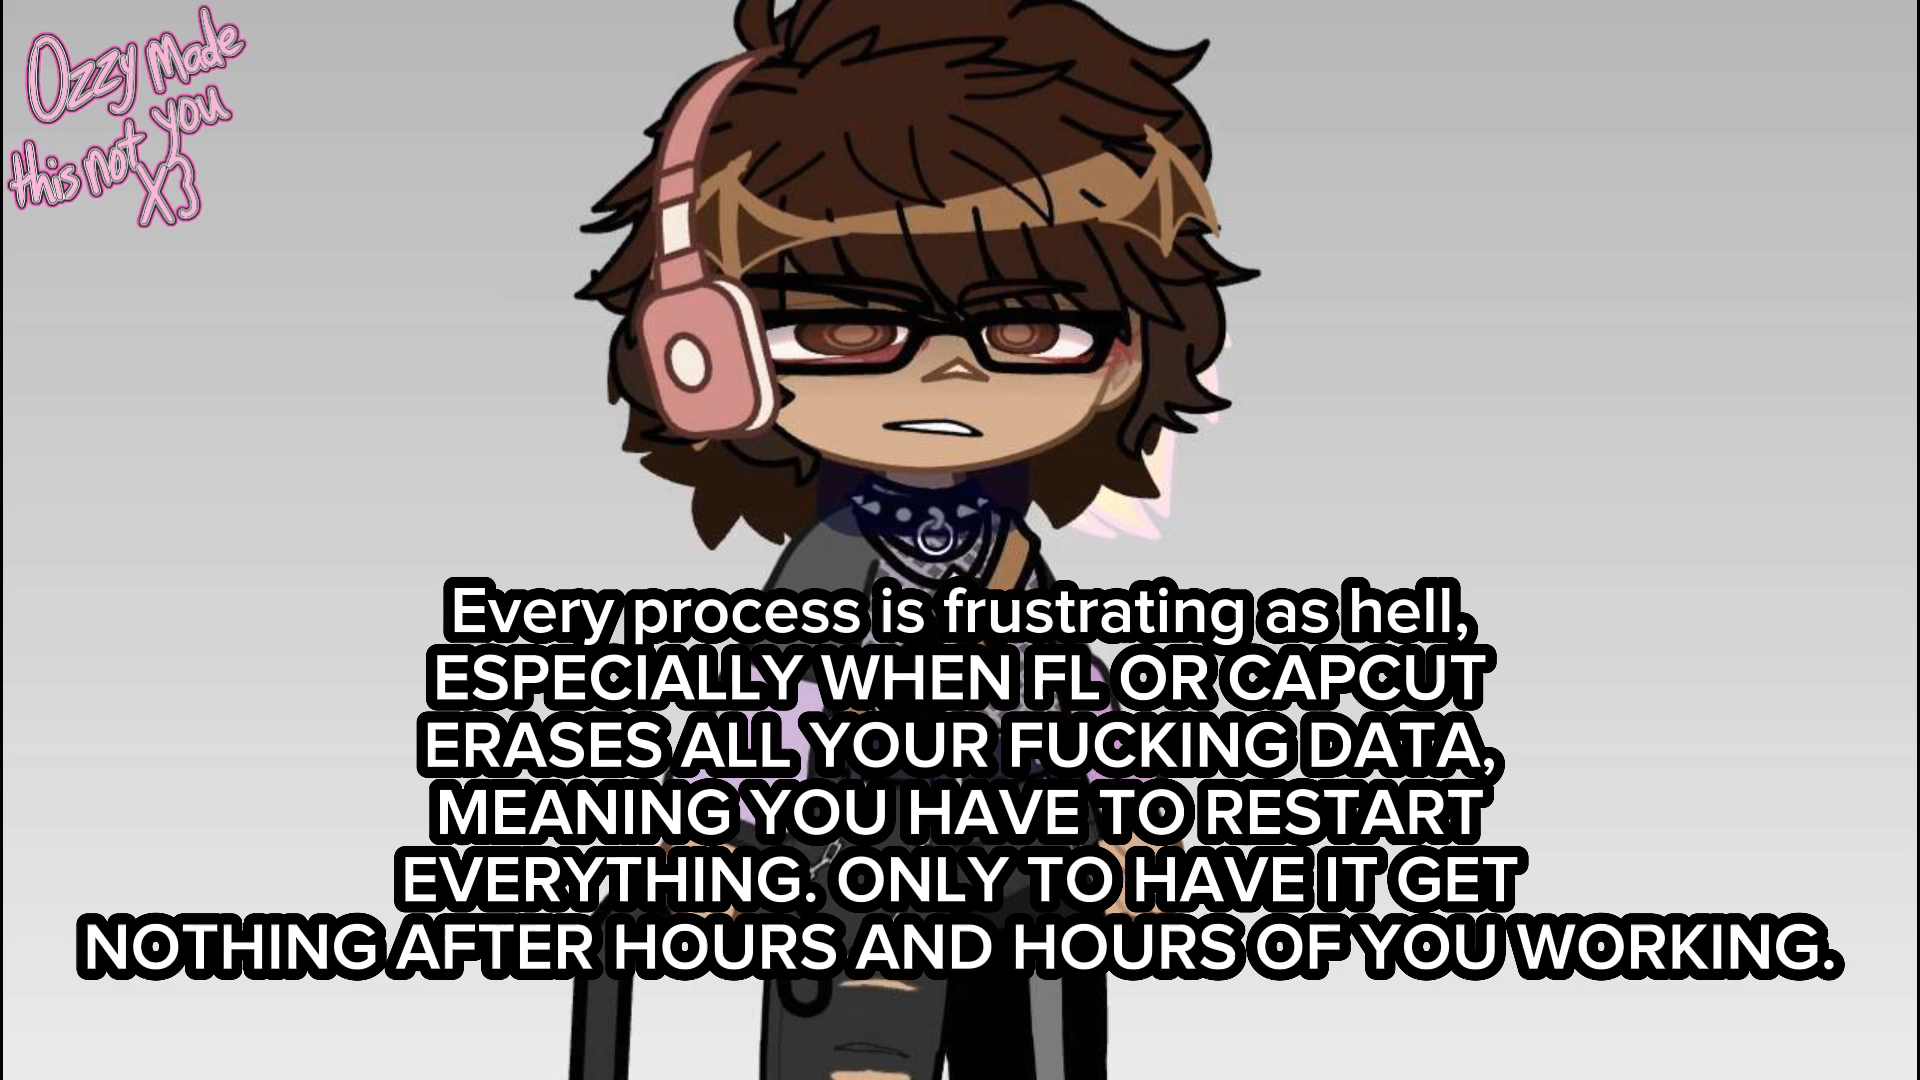 Ozzy Made
this not you
X3
Every process is frustrating as hell,
ESPECIALLY WHEN FL OR CAPCUT
ERASES ALL YOUR FUCKING DATA,
MEANING YOU HAVE TO RESTART
EVERYTHING. ONLY TO HAVE IT GET
NOTHING AFTER HOURS AND HOURS OF YOU WORKING.